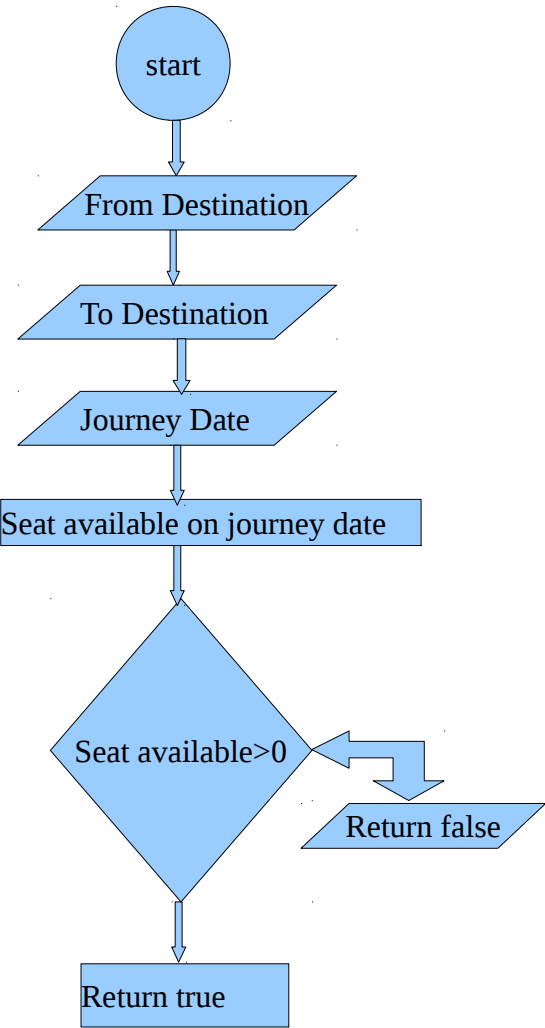 start
From Destination
To Destination
Journey Date
Seat available on journey date
Seat available>0
Return false
Return true